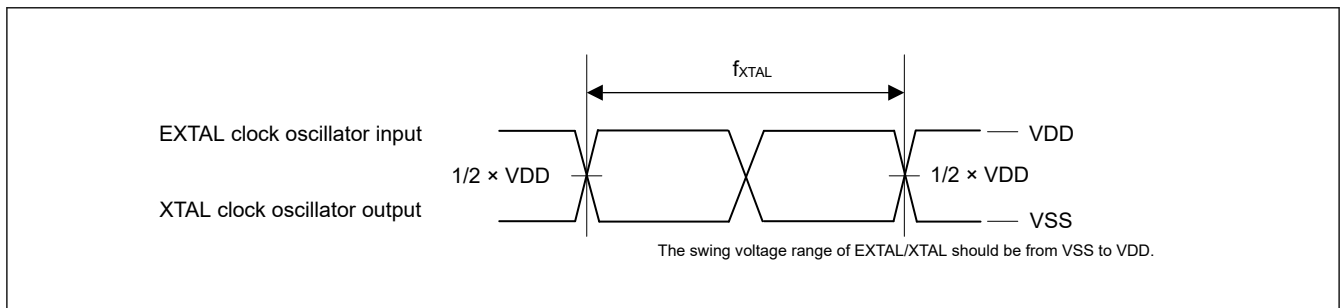 fXTAL
EXTAL clock oscillator input
VDD
1/2 × VDD
1/2 × VDD
XTAL clock oscillator output
VSS
The swing voltage range of EXTAL/XTAL should be from VSS to VDD.